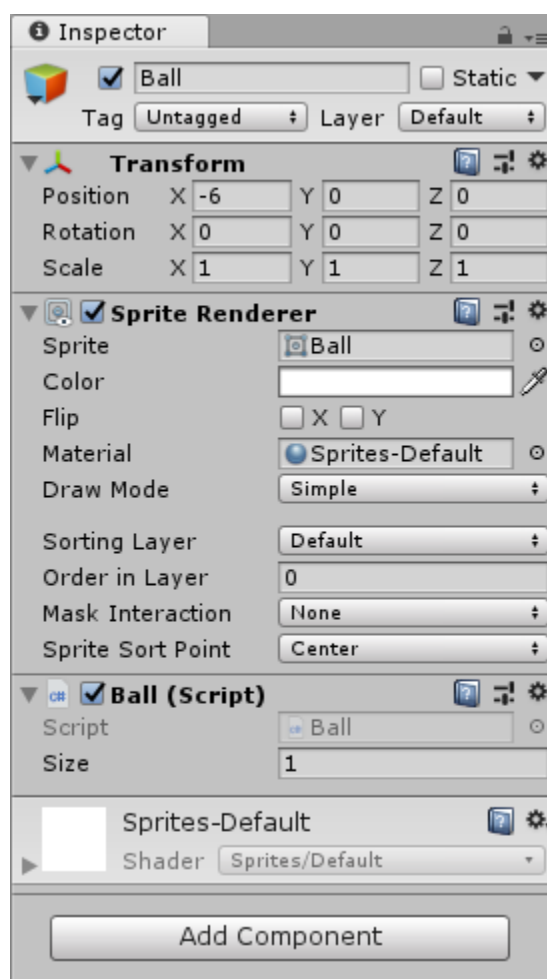 Inspector
Ball Static
Tag Untagged Layer Default
Transform
Position X -6 Y 0 Z 0
Rotation X 0 Y 0 Z 0
Scale X 1 Y 1 Z 1
Sprite Renderer
Sprite Ball
Color
Flip X Y
Material Sprites-Default
Draw Mode Simple
Sorting Layer Default
Order in Layer 0
Mask Interaction None
Sprite Sort Point Center
C# Ball (Script)
Script Ball
Size 1
Sprites-Default
Shader Sprites/Default
Add Component